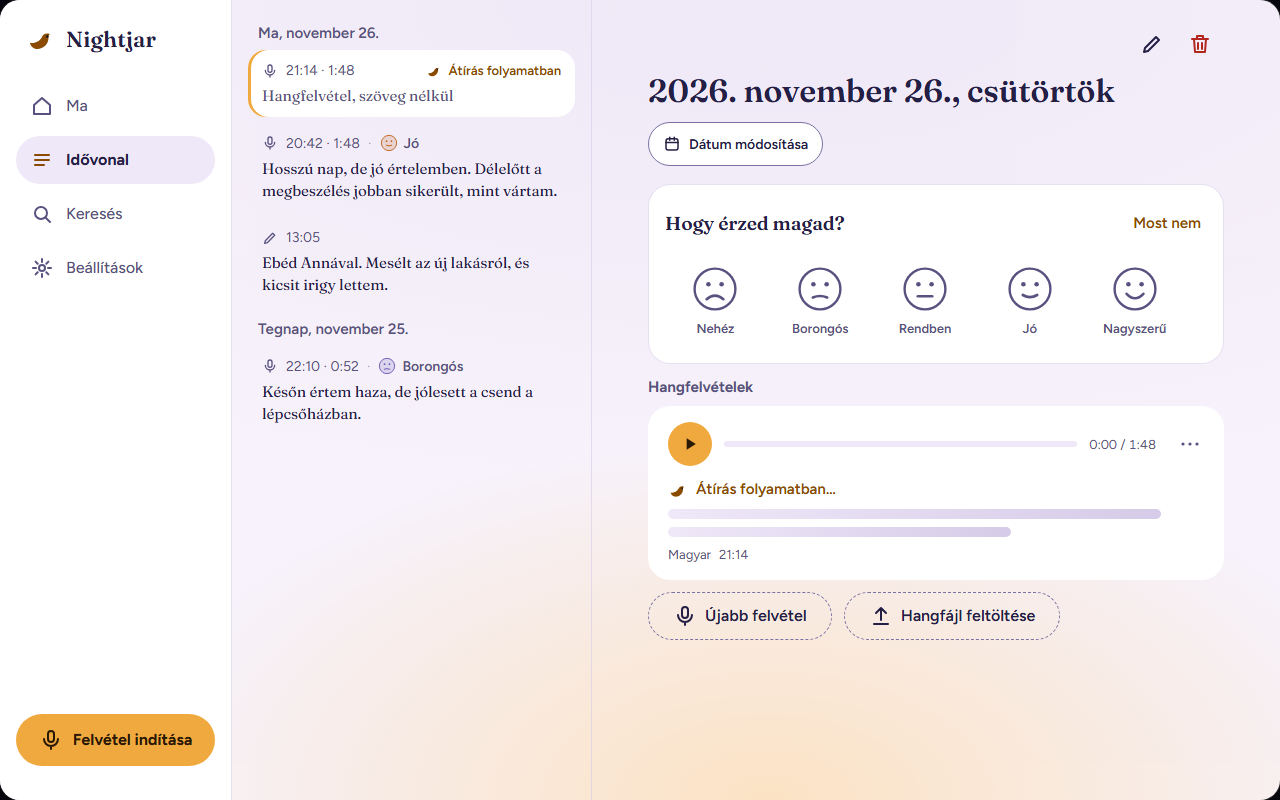 Nightjar
Ma
Idővonal
Keresés
Beállítások
Felvétel indítása
Ma, november 26.
21:14 · 1:48
Átírás folyamatban
Hangfelvétel, szöveg nélkül
20:42 · 1:48 · Jó
Hosszú nap, de jó értelemben. Délelőtt a
megbeszélés jobban sikerült, mint vártam.
13:05
Ebéd Annával. Mesélt az új lakásról, és
kicsit irigy lettem.
Tegnap, november 25.
22:10 · 0:52 · Borongós
Későn értem haza, de jólesett a csend a
lépcsőházban.
2026. november 26., csütörtök
Dátum módosítása
Hogy érzed magad?
Most nem
Nehéz
Borongós
Rendben
Jó
Nagyszerű
Hangfelvételek
0:00 / 1:48
Átírás folyamatban…
Magyar 21:14
Újabb felvétel
Hangfájl feltöltése